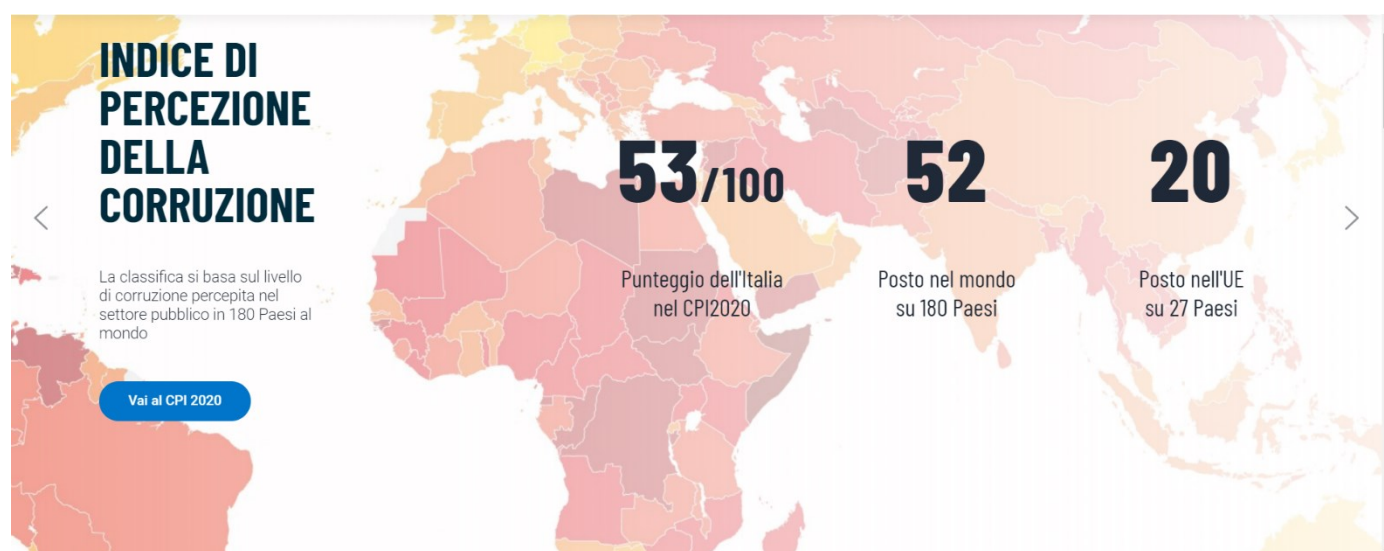 INDICE DI
PERCEZIONE
DELLA
CORRUZIONE
La classifica si basa sul livello
di corruzione percepita nel
settore pubblico in 180 Paesi al
mondo
Vai al CPI 2020
53/100
Punteggio dell'Italia
nel CPI2020
52
Posto nel mondo
su 180 Paesi
20
Posto nell'UE
su 27 Paesi